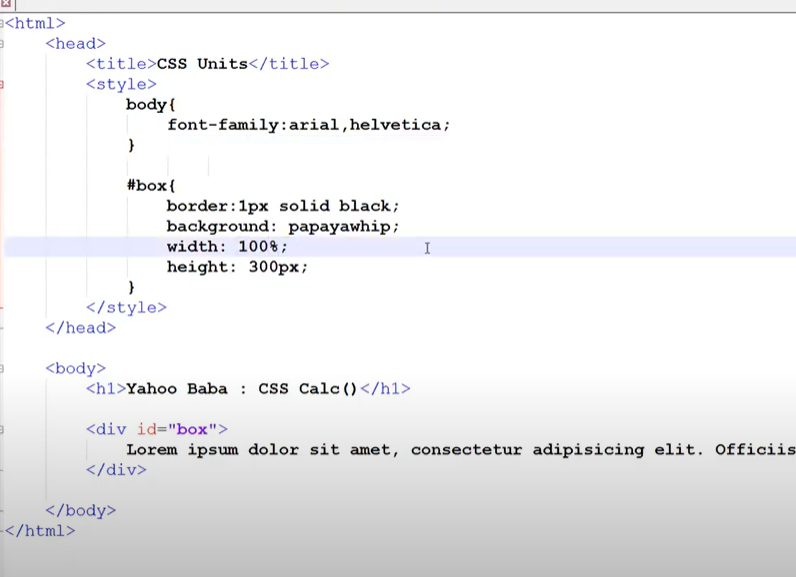 <html>
<head>
<title>CSS Units</title>
<style>
body{
font-family:arial,helvetica;
}
#box{
border:1px solid black;
background: papayawhip;
width: 100%;
height: 300px;
}
</style>
</head>
<body>
<h1>Yahoo Baba : CSS Calc()</h1>
<div id="box">
Lorem ipsum dolor sit amet, consectetur adipisicing elit. Officiis
</div>
</body>
</html>